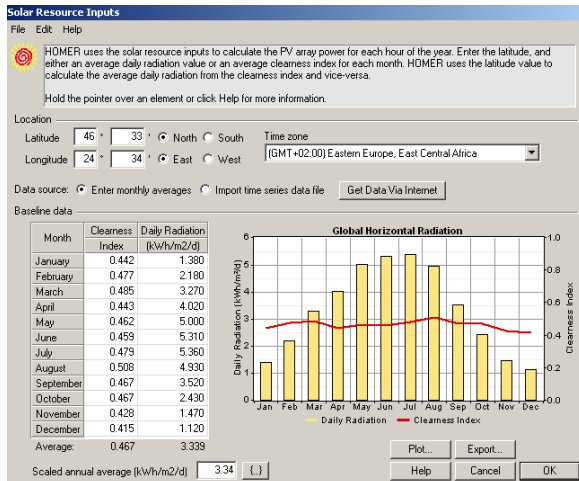 Solar Resource Inputs
File Edit Help
HOMER uses the solar resource inputs to calculate the PV array power for each hour of the year. Enter the latitude, and
either an average daily radiation value or an average clearness index for each month. HOMER uses the latitude value to
calculate the average daily radiation from the clearness index and vice-versa.
Hold the pointer over an element or click Help for more information.
Location
Latitude 46 ° 33 ' North South Time zone
Longitude 24 ° 34 ' East West (GMT+02:00) Eastern Europe, East Central Africa
Data source: Enter monthly averages Import time series data file Get Data Via Internet
Baseline data
Month Clearness Index Daily Radiation (kWh/m2/d)
January 0.442 1.380
February 0.477 2.180
March 0.485 3.270
April 0.443 4.020
May 0.462 5.000
June 0.459 5.310
July 0.479 5.360
August 0.508 4.930
September 0.467 3.520
October 0.467 2.430
November 0.428 1.470
December 0.415 1.120
Average: 0.467 3.339
Scaled annual average (kWh/m2/d) 3.34 {..}
Global Horizontal Radiation
Daily Radiation (kWh/m²/d)
6
5
4
3
2
1
0
1.0
0.8
0.6
0.4
0.2
0.0
Clearness Index
Jan Feb Mar Apr May Jun Jul Aug Sep Oct Nov Dec
Daily Radiation Clearness Index
Plot... Export...
Help Cancel OK